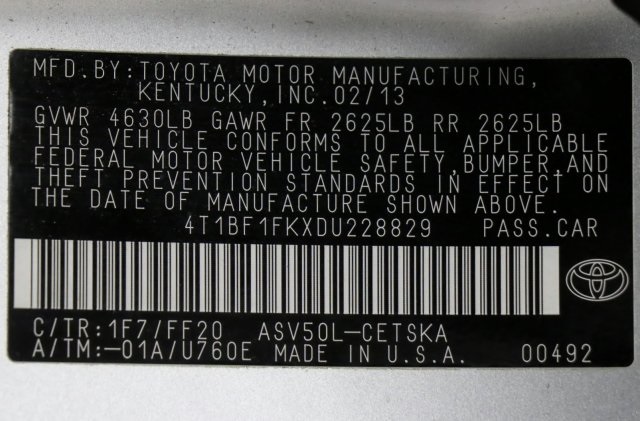 MFD.BY:TOYOTA MOTOR MANUFACTURING,
KENTUCKY,INC.02/13
GVWR 4630LB GAWR FR 2625LB RR 2625LB
THIS VEHICLE CONFORMS TO ALL APPLICABLE
FEDERAL MOTOR VEHICLE SAFETY,BUMPER,AND
THEFT PREVENTION STANDARDS IN EFFECT ON
THE DATE OF MANUFACTURE SHOWN ABOVE.
4T1BF1FKXDU228829 PASS.CAR
C/TR:1F7/FF20 ASV50L-CETSKA
A/TM:-01A/U760E MADE IN U.S.A. 00492